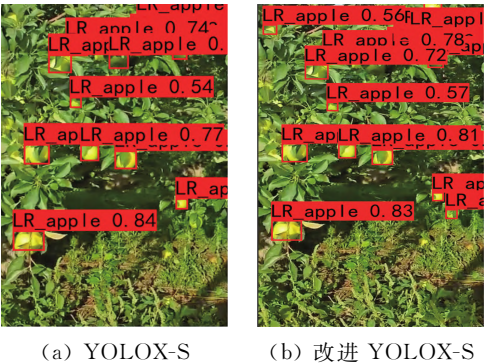 LR_apple 0.74
LR_apple 0.
LR_apple 0.54
LR_ap
LR_apple 0.77
LR_ap
LR_apple 0.84
LR_apple 0.56
LR_appl
LR_apple 0.78
LR_apple 0.72
LR_apple 0.57
LR_ap
LR_apple 0.81
LR_ap
LR_apple 0.83
(a) YOLOX-S
(b) 改进 YOLOX-S